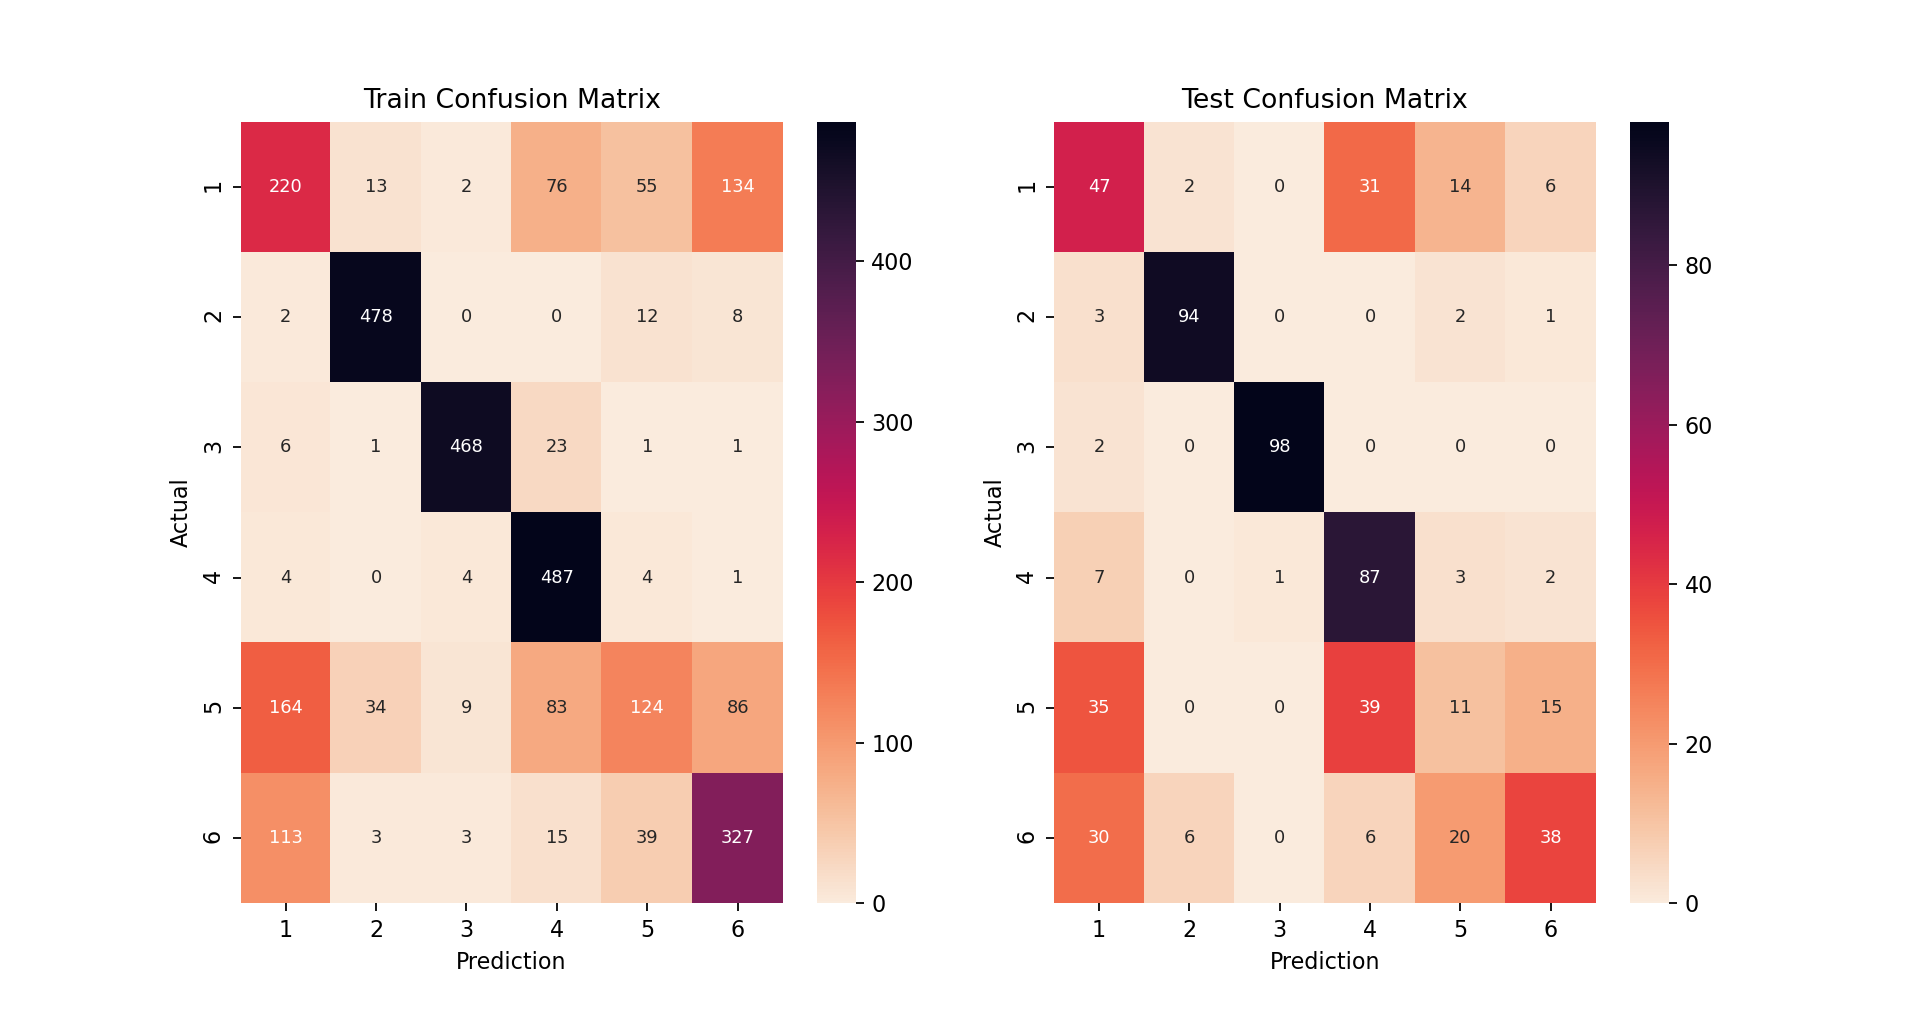 Train Confusion Matrix
Actual
1 220 13 2 76 55 134
2 2 478 0 0 12 8
3 6 1 468 23 1 1
4 4 0 4 487 4 1
5 164 34 9 83 124 86
6 113 3 3 15 39 327
1 2 3 4 5 6
Prediction
400
300
200
100
0
Test Confusion Matrix
Actual
1 47 2 0 31 14 6
2 3 94 0 0 2 1
3 2 0 98 0 0 0
4 7 0 1 87 3 2
5 35 0 0 39 11 15
6 30 6 0 6 20 38
1 2 3 4 5 6
Prediction
80
60
40
20
0